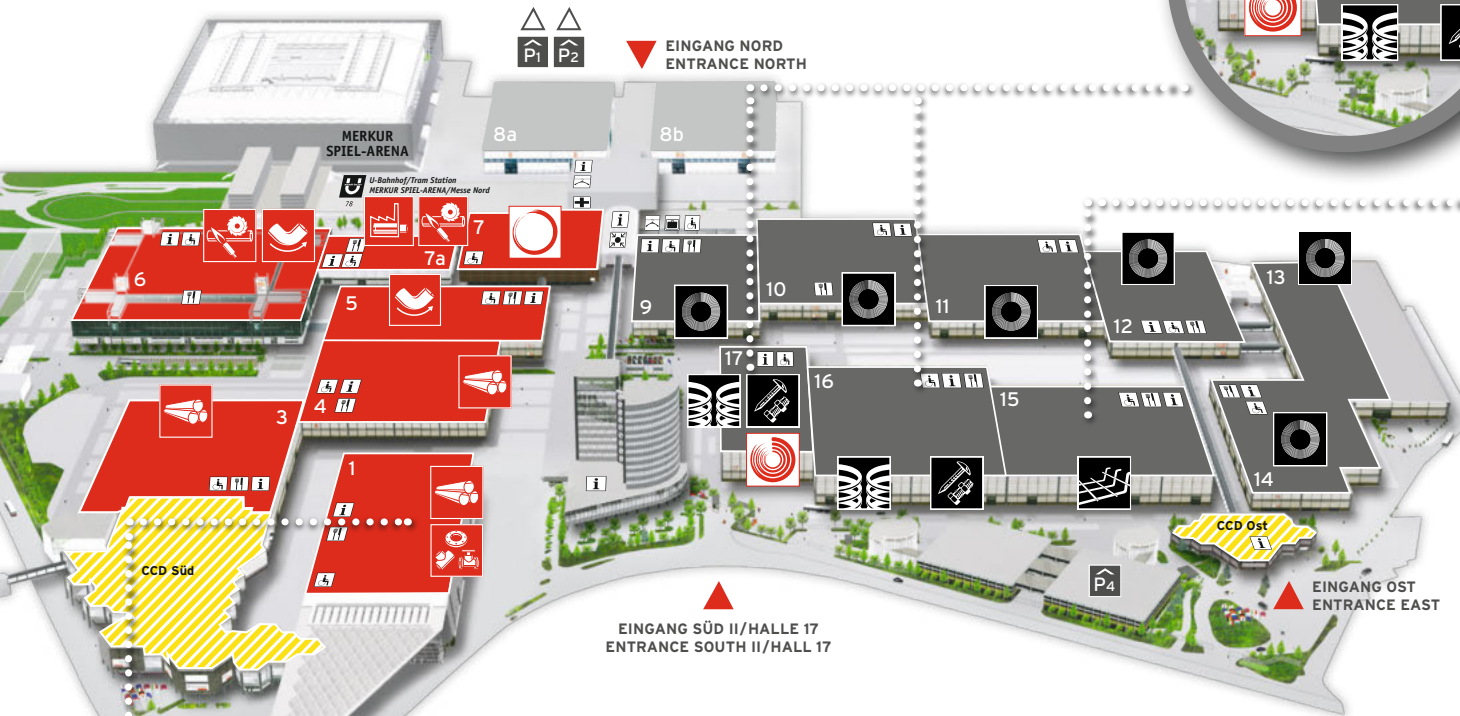 P1 P2
EINGANG NORD
ENTRANCE NORTH
8a
8b
MERKUR
SPIEL-ARENA
U
U-Bahnhof/Tram Station
MERKUR SPIEL-ARENA/Messe Nord
78
i
i
6
i
7a
i
7
5
i
4
i
3
i
1
i
9
i
10
i
11
i
12
i
13
14
i
15
i
16
i
17
i
i
CCD Süd
CCD Ost
i
P4
EINGANG OST
ENTRANCE EAST
EINGANG SÜD II/HALLE 17
ENTRANCE SOUTH II/HALL 17